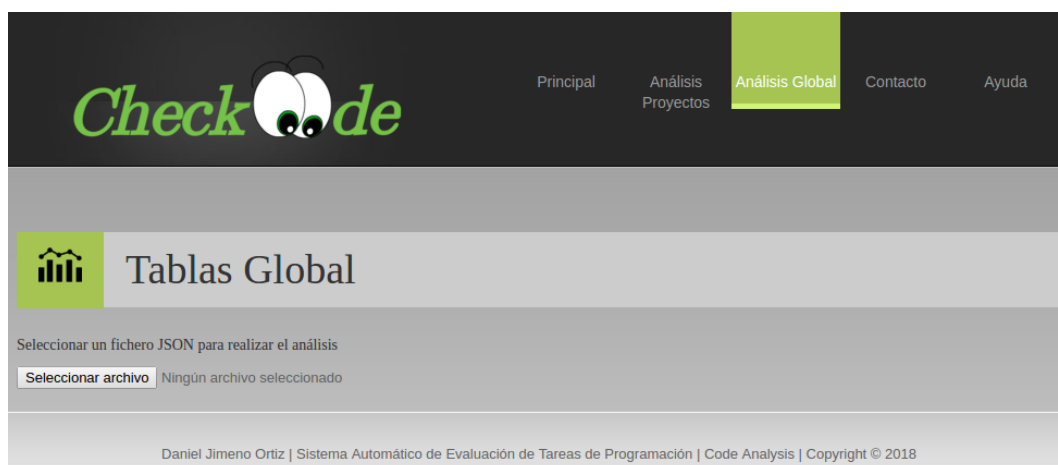 Check de
Principal
Análisis
Proyectos
Análisis Global
Contacto
Ayuda
Tablas Global
Seleccionar un fichero JSON para realizar el análisis
Seleccionar archivo Ningún archivo seleccionado
Daniel Jimeno Ortiz | Sistema Automático de Evaluación de Tareas de Programación | Code Analysis | Copyright © 2018